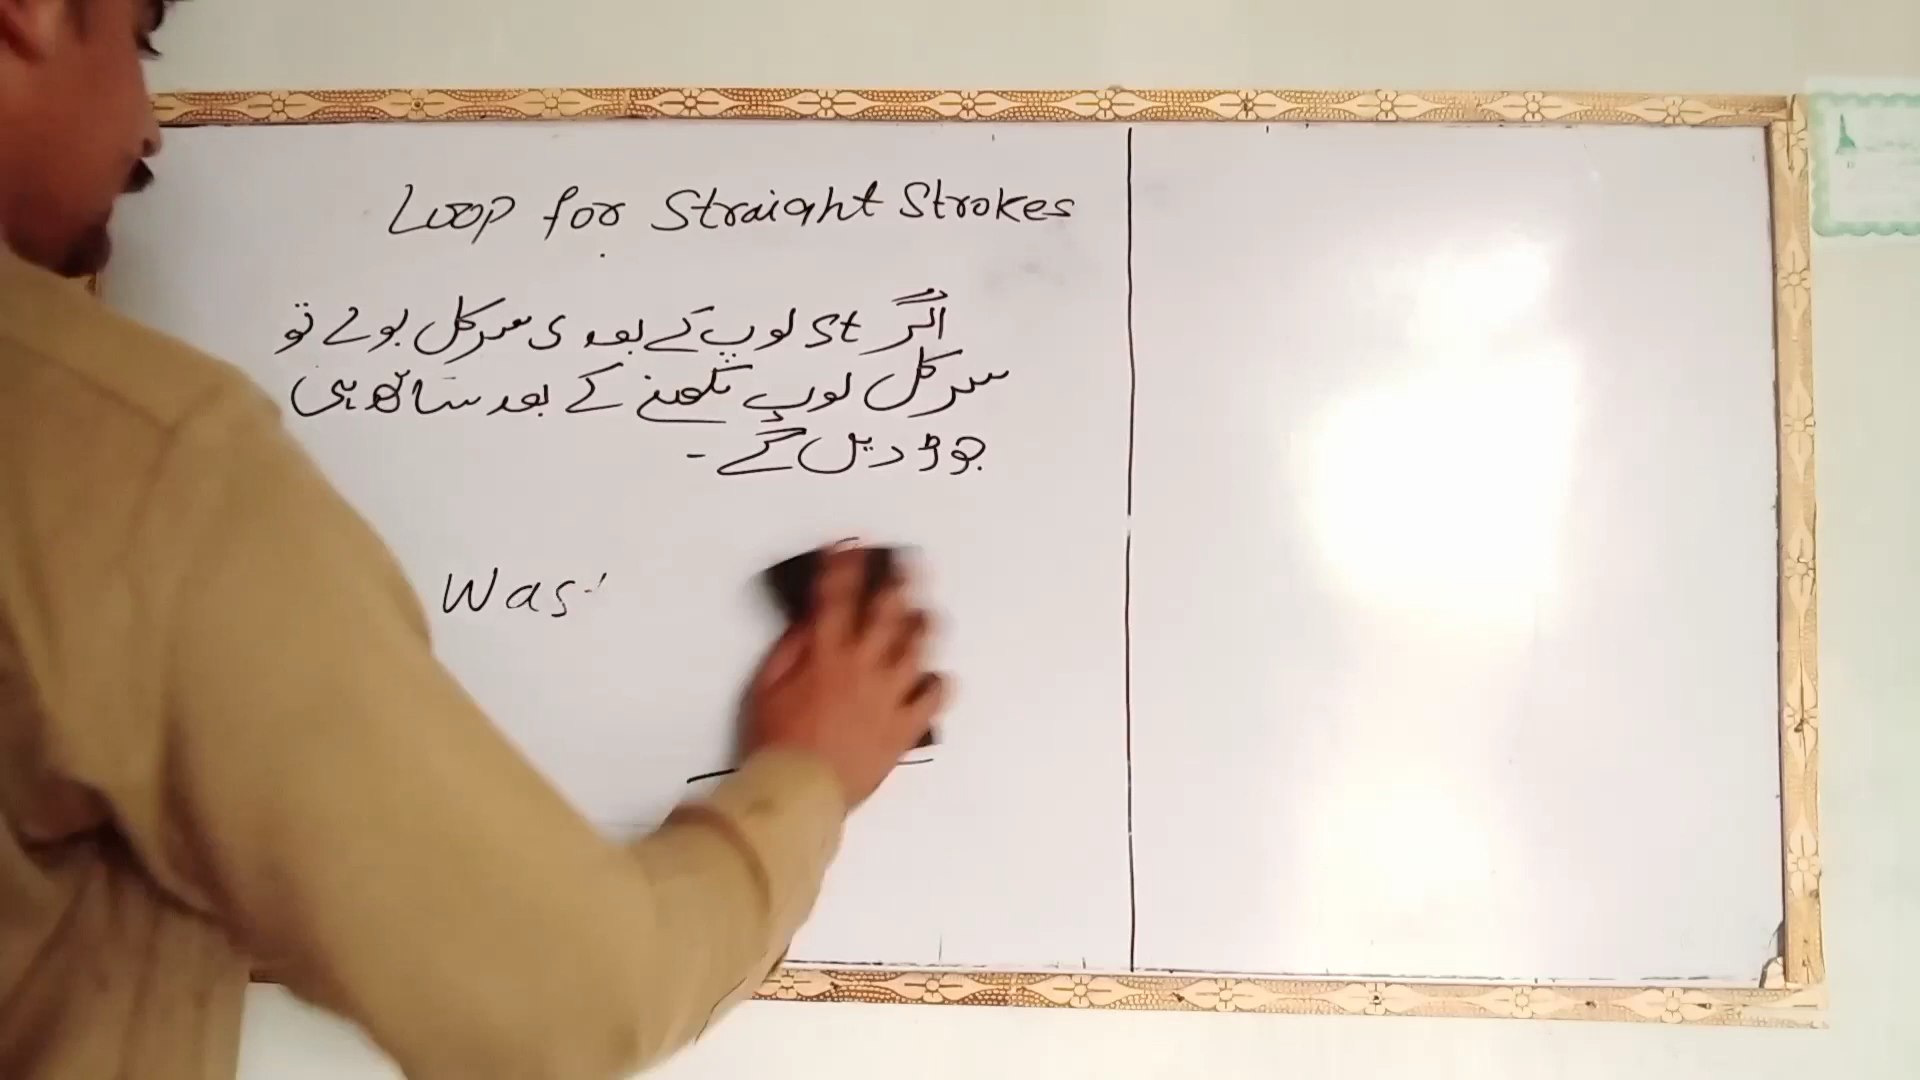 Loop for Straight Strokes
اگر St لوپ کے بعد S سرکل بولے تو
سرکل لوپ لکھنے کے بعد ساتھ ہی
جوڑ دیں گے۔
Was